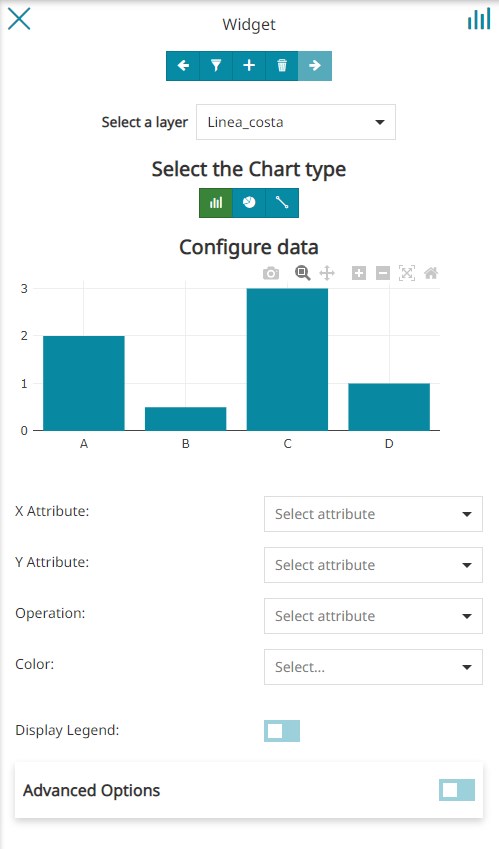 Widget
Select a layer Linea_costa
Select the Chart type
Configure data
3
2
1
0
A B C D
X Attribute: Select attribute
Y Attribute: Select attribute
Operation: Select attribute
Color: Select...
Display Legend:
Advanced Options